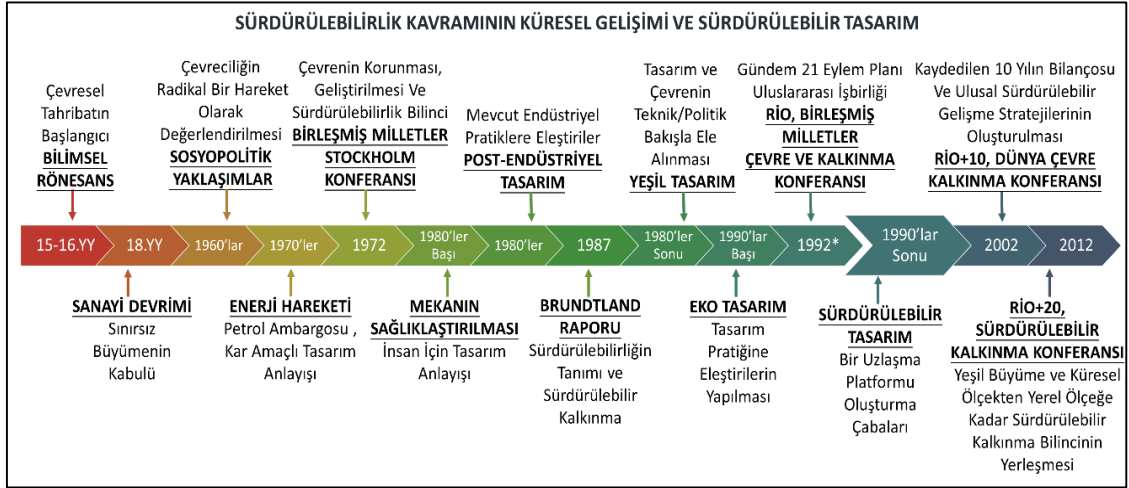 SÜRDÜRÜLEBİLİRLİK KAVRAMININ KÜRESEL GELİŞİMİ VE SÜRDÜRÜLEBİLİR TASARIM
Çevresel
Tahribatın
Başlangıcı
BİLİMSEL
RÖNESANS
Çevreciliğin
Radikal Bir Hareket
Olarak
Değerlendirilmesi
SOSYOPOLİTİK
YAKLAŞIMLAR
Çevrenin Korunması,
Geliştirilmesi Ve
Sürdürülebilirlik Bilinci
BİRLEŞMİŞ MİLLETLER
STOCKHOLM
KONFERANSI
Mevcut Endüstriyel
Pratiklere Eleştiriler
POST-ENDÜSTRİYEL
TASARIM
Tasarım ve
Çevrenin
Teknik/Politik
Bakışla Ele
Alınması
YEŞİL TASARIM
Gündem 21 Eylem Planı
Uluslararası İşbirliği
RİO, BİRLEŞMİŞ
MİLLETLER
ÇEVRE VE KALKINMA
KONFERANSI
Kaydedilen 10 Yılın Bilançosu
Ve Ulusal Sürdürülebilir
Gelişme Stratejilerinin
Oluşturulması
RİO+10, DÜNYA ÇEVRE
KALKINMA KONFERANSI
15-16.YY
18.YY
1960'lar
1970'ler
1972
1980'ler
Başı
1980'ler
1987
1980'ler
Sonu
1990'lar
Başı
1992*
1990'lar
Sonu
2002
2012
SANAYİ DEVRİMİ
Sınırsız
Büyümenin
Kabulü
ENERJİ HAREKETİ
Petrol Ambargosu ,
Kar Amaçlı Tasarım
Anlayışı
MEKANIN
SAĞLIKLAŞTIRILMASI
İnsan İçin Tasarım
Anlayışı
BRUNDTLAND
RAPORU
Sürdürülebilirliğin
Tanımı ve
Sürdürülebilir
Kalkınma
EKO TASARIM
Tasarım
Pratiğine
Eleştirilerin
Yapılması
SÜRDÜRÜLEBİLİR
TASARIM
Bir Uzlaşma
Platformu
Oluşturma
Çabaları
RİO+20,
SÜRDÜRÜLEBİLİR
KALKINMA KONFERANSI
Yeşil Büyüme ve Küresel
Ölçekten Yerel Ölçeğe
Kadar Sürdürülebilir
Kalkınma Bilincinin
Yerleşmesi